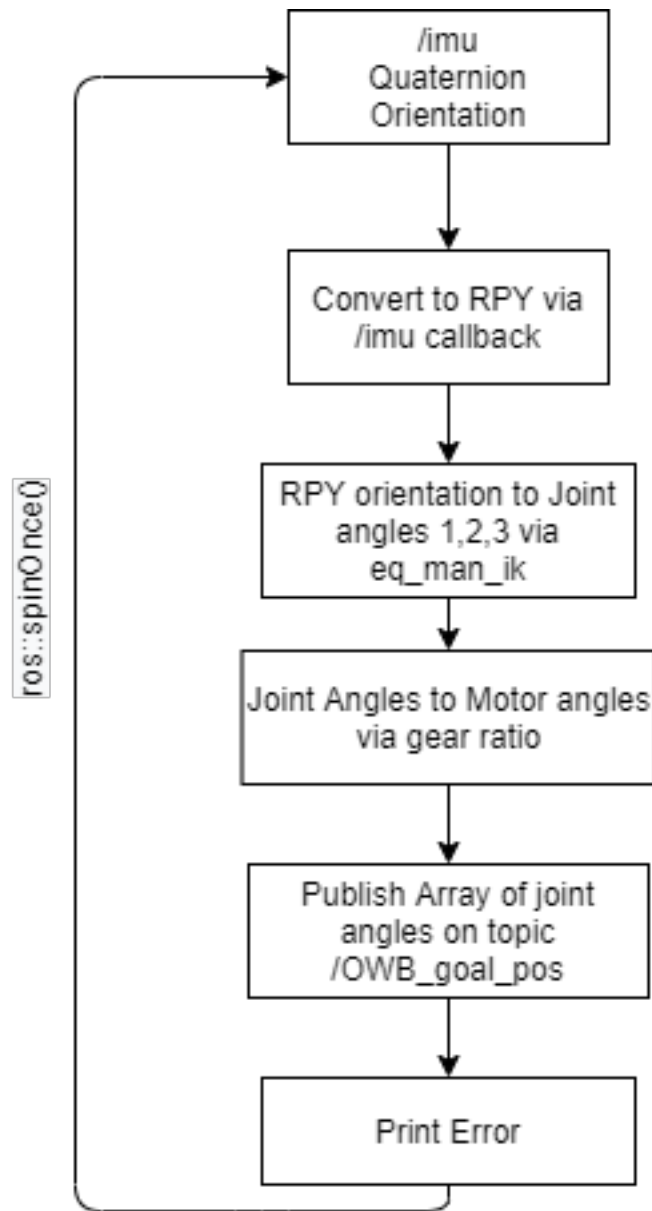 /imu
Quaternion
Orientation
Convert to RPY via
/imu callback
RPY orientation to Joint
angles 1,2,3 via
eq_man_ik
Joint Angles to Motor angles
via gear ratio
Publish Array of joint
angles on topic
/OWB_goal_pos
Print Error
ros::spinOnce()